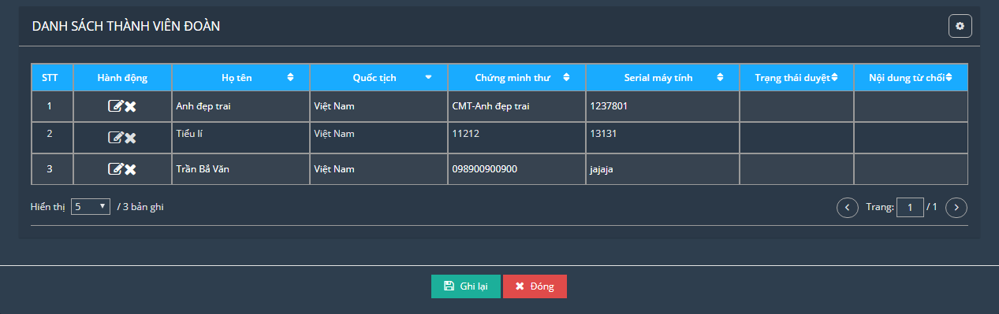 DANH SÁCH THÀNH VIÊN ĐOÀN
STT Hành động Họ tên Quốc tịch Chứng minh thư Serial máy tính Trạng thái duyệt Nội dung từ chối
1 Anh đẹp trai Việt Nam CMT-Anh đẹp trai 1237801
2 Tiểu lí Việt Nam 11212 13131
3 Trần Bả Văn Việt Nam 098900900900 jajaja
Hiển thị 5 / 3 bản ghi Trang: 1 / 1
Ghi lại Đóng